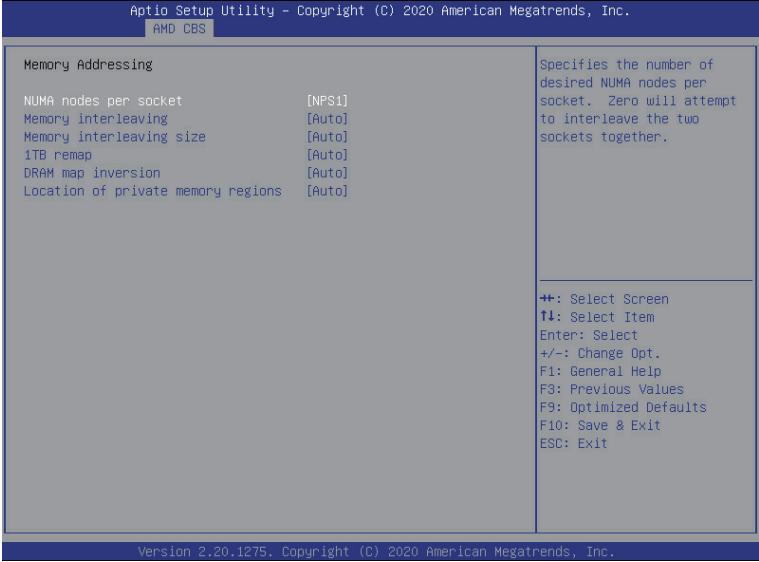 Aptio Setup Utility – Copyright (C) 2020 American Megatrends, Inc.
AMD CBS
Memory Addressing
NUMA nodes per socket [NPS1]
Memory interleaving [Auto]
Memory interleaving size [Auto]
1TB remap [Auto]
DRAM map inversion [Auto]
Location of private memory regions [Auto]
Specifies the number of
desired NUMA nodes per
socket. Zero will attempt
to interleave the two
sockets together.
→←: Select Screen
↑↓: Select Item
Enter: Select
+/-: Change Opt.
F1: General Help
F3: Previous Values
F9: Optimized Defaults
F10: Save & Exit
ESC: Exit
Version 2.20.1275. Copyright (C) 2020 American Megatrends, Inc.